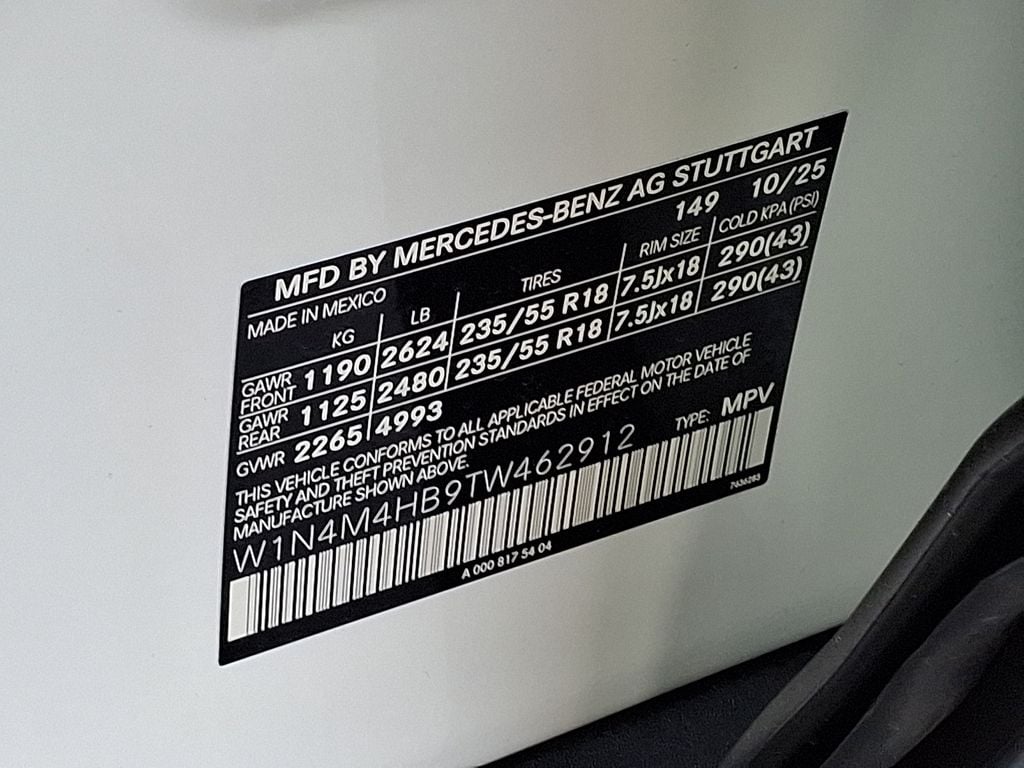 MFD BY MERCEDES-BENZ AG STUTTGART
MADE IN MEXICO 149 10/25
KG LB TIRES RIM SIZE COLD KPA (PSI)
GAWR FRONT 1190 2624 235/55 R18 7.5Jx18 290(43)
GAWR REAR 1125 2480 235/55 R18 7.5Jx18 290(43)
GVWR 2265 4993
THIS VEHICLE CONFORMS TO ALL APPLICABLE FEDERAL MOTOR VEHICLE
SAFETY AND THEFT PREVENTION STANDARDS IN EFFECT ON THE DATE OF
MANUFACTURE SHOWN ABOVE.
W1N4M4HB9TW462912 TYPE: MPV
A 000 817 54 04